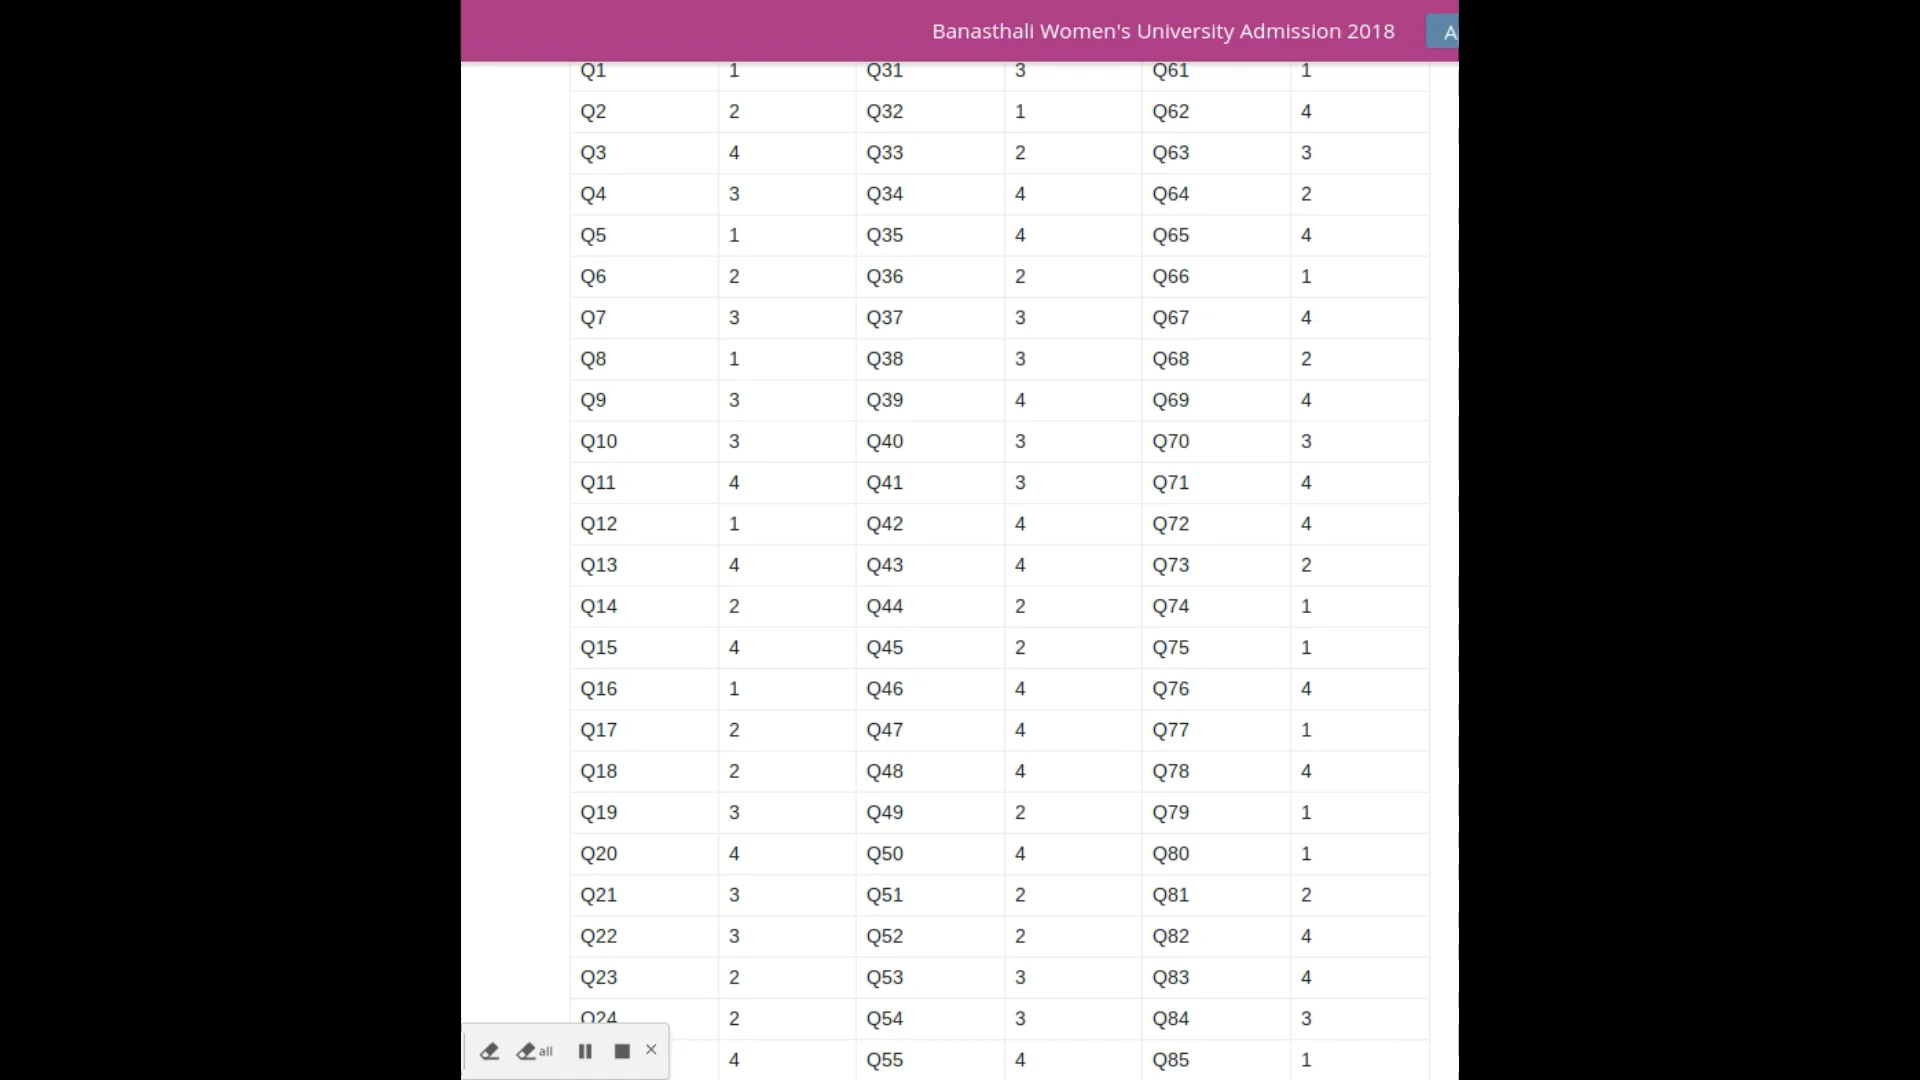 Banasthali Women's University Admission 2018 A
Q1 1 Q31 3 Q61 1
Q2 2 Q32 1 Q62 4
Q3 4 Q33 2 Q63 3
Q4 3 Q34 4 Q64 2
Q5 1 Q35 4 Q65 4
Q6 2 Q36 2 Q66 1
Q7 3 Q37 3 Q67 4
Q8 1 Q38 3 Q68 2
Q9 3 Q39 4 Q69 4
Q10 3 Q40 3 Q70 3
Q11 4 Q41 3 Q71 4
Q12 1 Q42 4 Q72 4
Q13 4 Q43 4 Q73 2
Q14 2 Q44 2 Q74 1
Q15 4 Q45 2 Q75 1
Q16 1 Q46 4 Q76 4
Q17 2 Q47 4 Q77 1
Q18 2 Q48 4 Q78 4
Q19 3 Q49 2 Q79 1
Q20 4 Q50 4 Q80 1
Q21 3 Q51 2 Q81 2
Q22 3 Q52 2 Q82 4
Q23 2 Q53 3 Q83 4
Q24 2 Q54 3 Q84 3
4 Q55 4 Q85 1
all